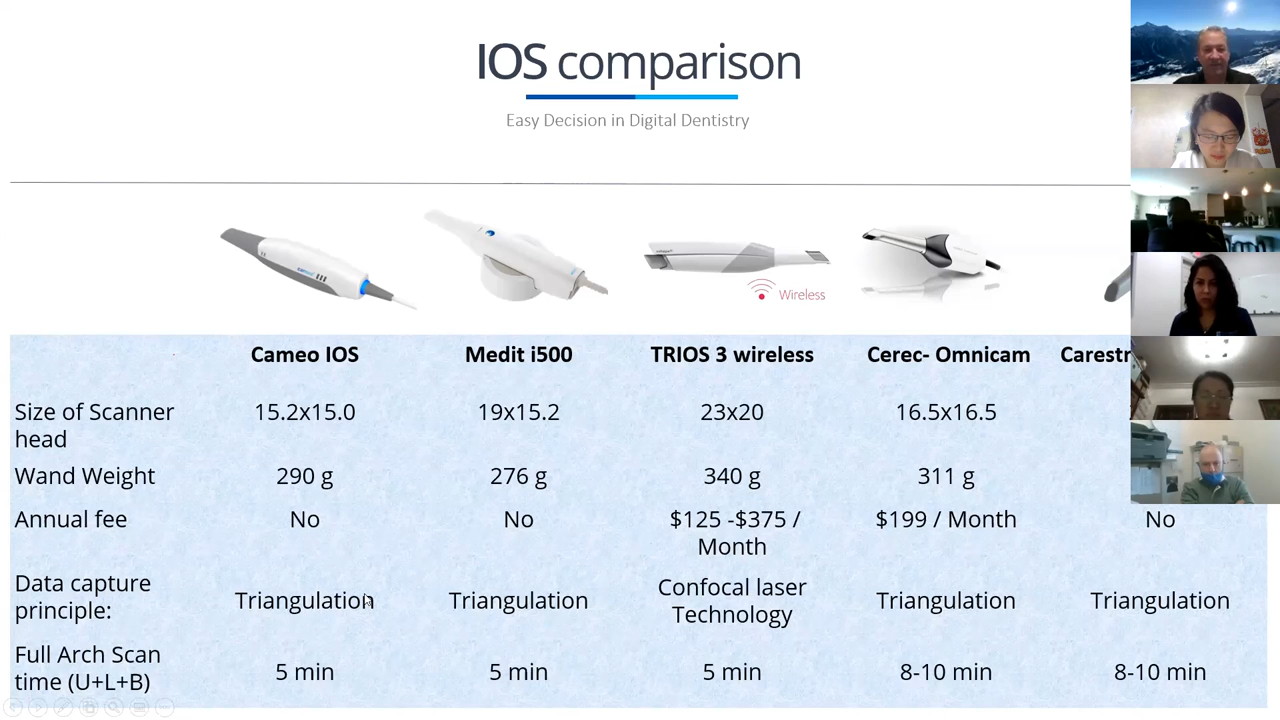 IOS comparison
Easy Decision in Digital Dentistry
Wireless
Cameo IOS Medit i500 TRIOS 3 wireless Cerec- Omnicam
Size of Scanner head 15.2x15.0 19x15.2 23x20 16.5x16.5
Wand Weight 290 g 276 g 340 g 311 g
Annual fee No No $125 -$375 / Month $199 / Month No
Data capture principle: Triangulation Triangulation Confocal laser Technology Triangulation Triangulation
Full Arch Scan time (U+L+B) 5 min 5 min 5 min 8-10 min 8-10 min